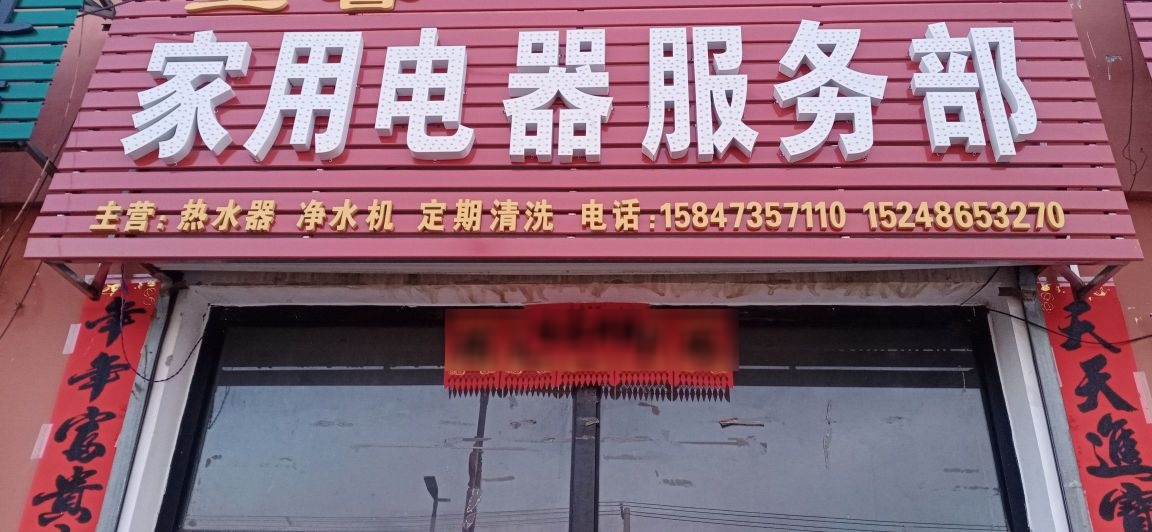 家用电器服务部
主营:热水器 净水机 定期清洗 电话:15847357110 15248653270
年年富贵
天天進寶